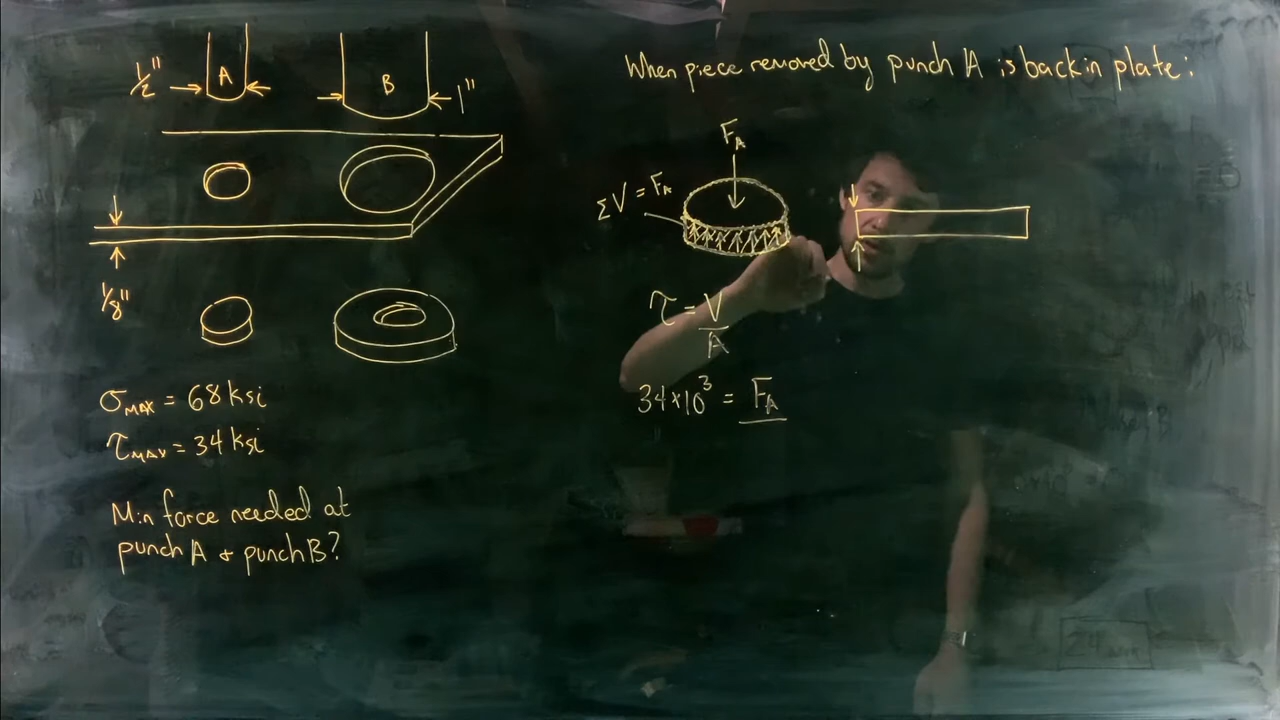 1/2"
A
B
1"
1/8"
σMAX = 68 ksi
τMAX = 34 ksi
Min force needed at
punch A & punch B?
When piece removed by punch A is back in plate:
FA
ΣV = FA
τ = V/A
34×10³ = FA